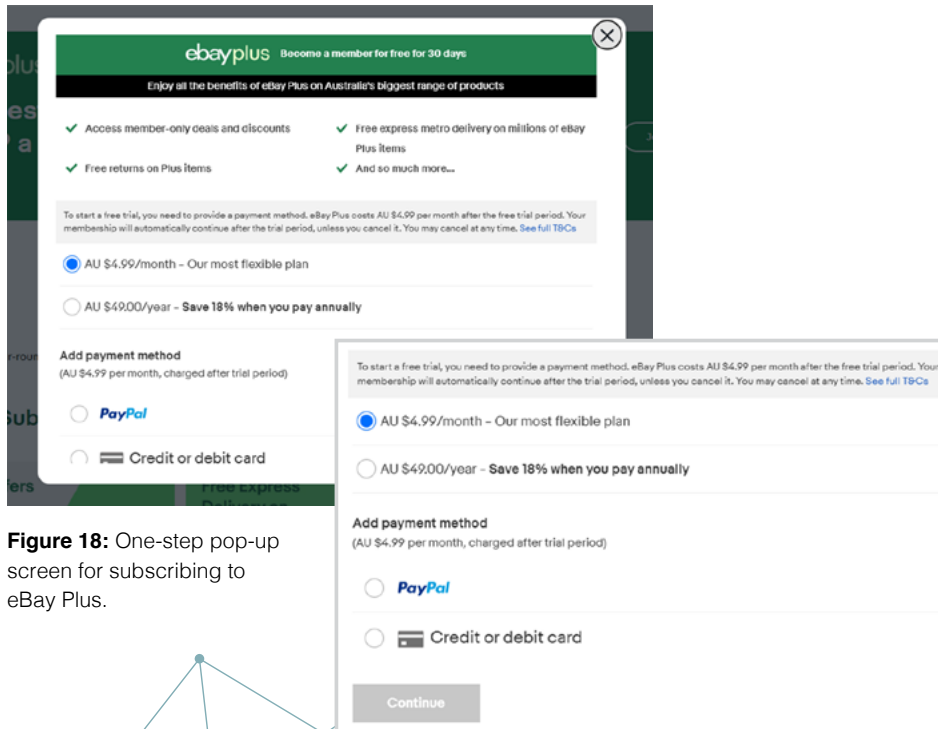 plus
es
a
J
ebayplus Become a member for free for 30 days
Enjoy all the benefits of eBay Plus on Australia's biggest range of products
Access member-only deals and discounts
Free express metro delivery on millions of eBay
Plus items
Free returns on Plus items
And so much more...
To start a free trial, you need to provide a payment method. eBay Plus costs AU $4.99 per month after the free trial period. Your
membership will automatically continue after the trial period, unless you cancel it. You may cancel at any time. See full T&Cs
AU $4.99/month – Our most flexible plan
AU $49.00/year – Save 18% when you pay annually
r-roun
Add payment method
(AU $4.99 per month, charged after trial period)
Sub
PayPal
Credit or debit card
fers
Free Express
Delivery on
To start a free trial, you need to provide a payment method. eBay Plus costs AU $4.99 per month after the free trial period. Your
membership will automatically continue after the trial period, unless you cancel it. You may cancel at any time. See full T&Cs
AU $4.99/month – Our most flexible plan
AU $49.00/year – Save 18% when you pay annually
Add payment method
(AU $4.99 per month, charged after trial period)
PayPal
Credit or debit card
Continue
Figure 18: One-step pop-up
screen for subscribing to
eBay Plus.